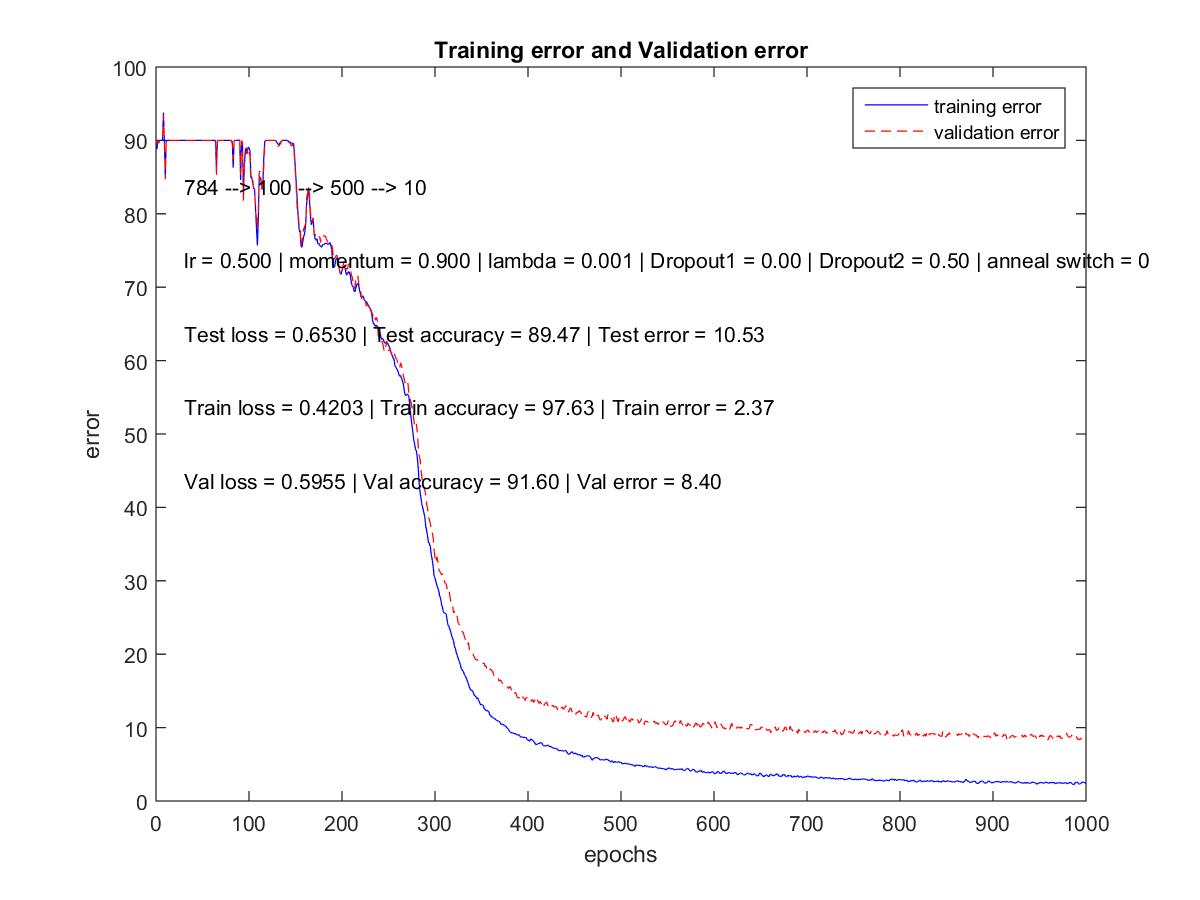 Training error and Validation error
100
90
80
70
60
50
40
30
20
10
0
error
training error
validation error
784 --> 100 --> 500 --> 10
lr = 0.500 | momentum = 0.900 | lambda = 0.001 | Dropout1 = 0.00 | Dropout2 = 0.50 | anneal switch = 0
Test loss = 0.6530 | Test accuracy = 89.47 | Test error = 10.53
Train loss = 0.4203 | Train accuracy = 97.63 | Train error = 2.37
Val loss = 0.5955 | Val accuracy = 91.60 | Val error = 8.40
0 100 200 300 400 500 600 700 800 900 1000
epochs